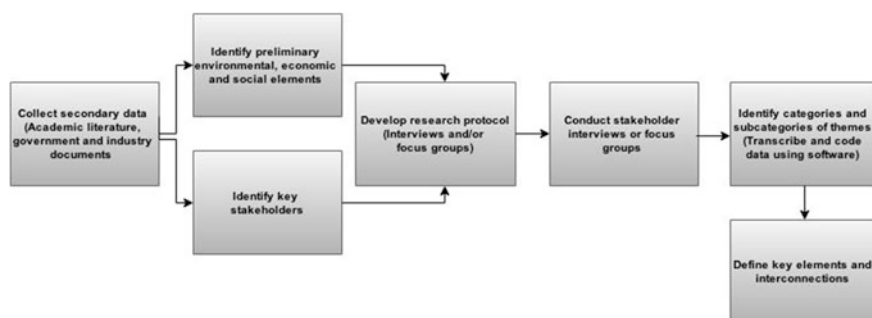 Collect secondary data
(Academic literature,
government and industry
documents
Identify preliminary
environmental, economic
and social elements
Identify key
stakeholders
Develop research protocol
(Interviews and/or
focus groups)
Conduct stakeholder
interviews or focus
groups
Identify categories and
subcategories of themes
(Transcribe and code
data using software)
Define key elements and
interconnections